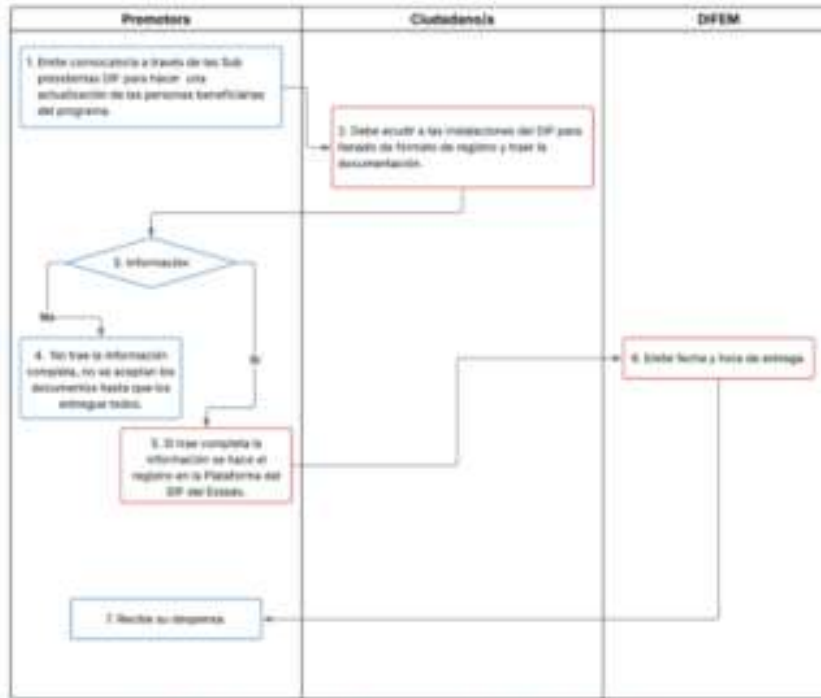 Promotora
Ciudadano/a
DIFEM
1. Emite convocatoria a través de las Sub
presidentas DIF para hacer una
actualización de las personas beneficiarias
del programa.
2. Debe acudir a las instalaciones del DIF para
llenado de formato de registro y traer la
documentación.
3. Información
No
Si
4. No trae la información
completa, no se aceptan los
documentos hasta que los
entregue todos.
5. Si trae completa la
información se hace el
registro en la Plataforma del
DIF del Estado.
6. Emite fecha y hora de entrega
7. Recibe su despensa